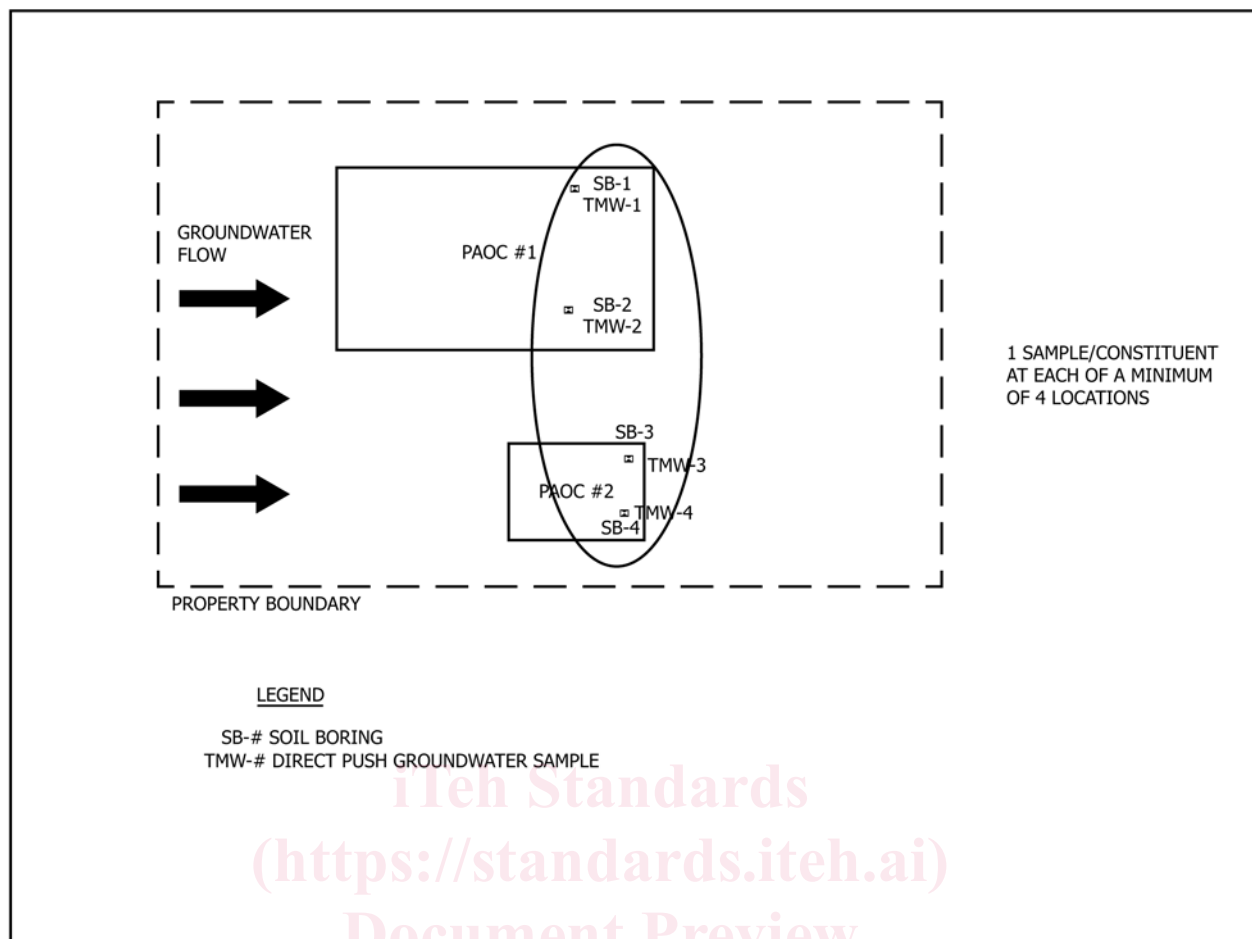 GROUNDWATER
FLOW
PAOC #1
SB-1
TMW-1
SB-2
TMW-2
1 SAMPLE/CONSTITUENT
AT EACH OF A MINIMUM
OF 4 LOCATIONS
SB-3
TMW-3
PAOC #2
TMW-4
SB-4
PROPERTY BOUNDARY
LEGEND
SB-# SOIL BORING
TMW-# DIRECT PUSH GROUNDWATER SAMPLE
iTeh Standards
(https://standards.iteh.ai)
Document Preview